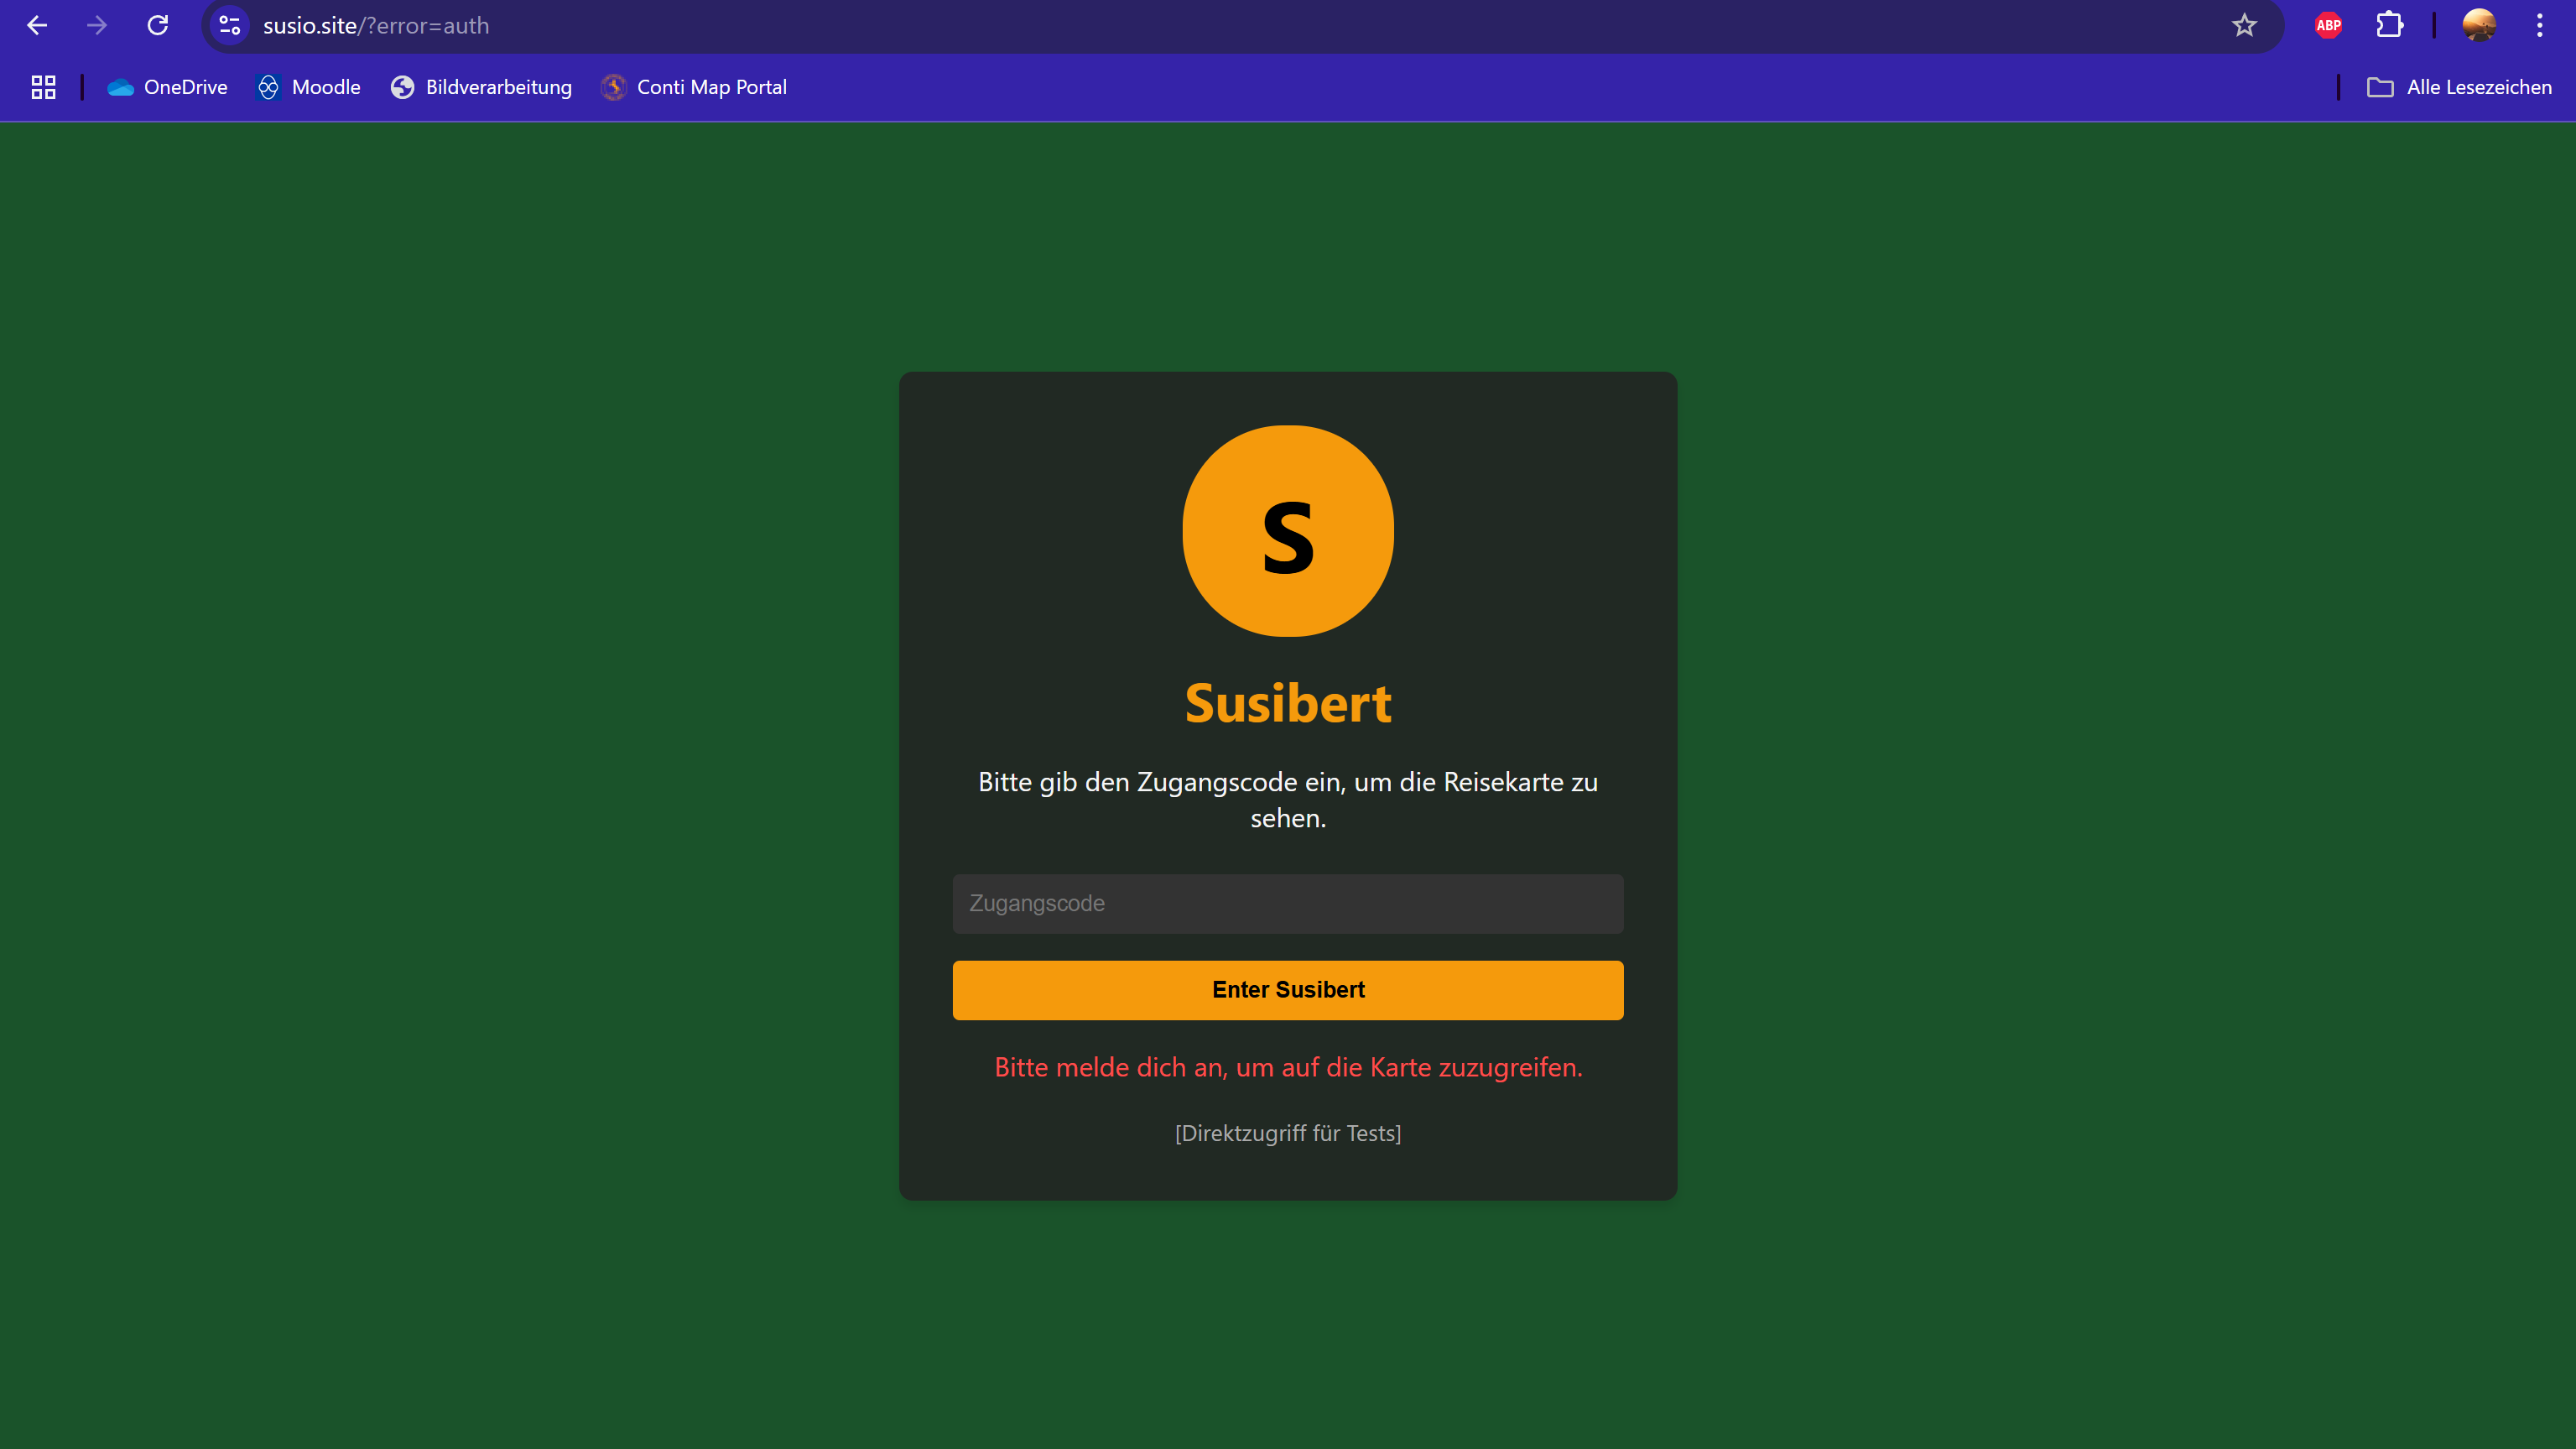 susio.site/?error=auth
ABP
OneDrive
Moodle
Bildverarbeitung
Conti Map Portal
Alle Lesezeichen
S
Susibert
Bitte gib den Zugangscode ein, um die Reisekarte zu
sehen.
Zugangscode
Enter Susibert
Bitte melde dich an, um auf die Karte zuzugreifen.
[Direktzugriff für Tests]